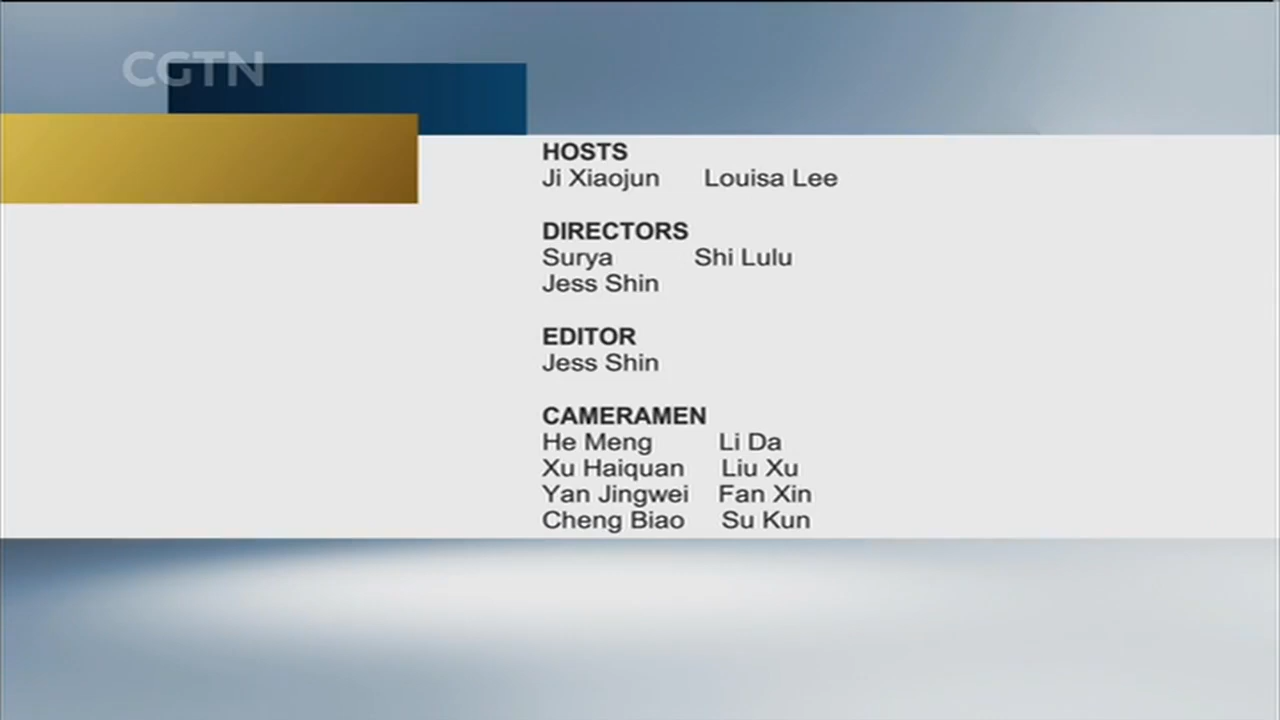 CGTN
HOSTS
Ji Xiaojun Louisa Lee
DIRECTORS
Surya Shi Lulu
Jess Shin
EDITOR
Jess Shin
CAMERAMEN
He Meng Li Da
Xu Haiquan Liu Xu
Yan Jingwei Fan Xin
Cheng Biao Su Kun